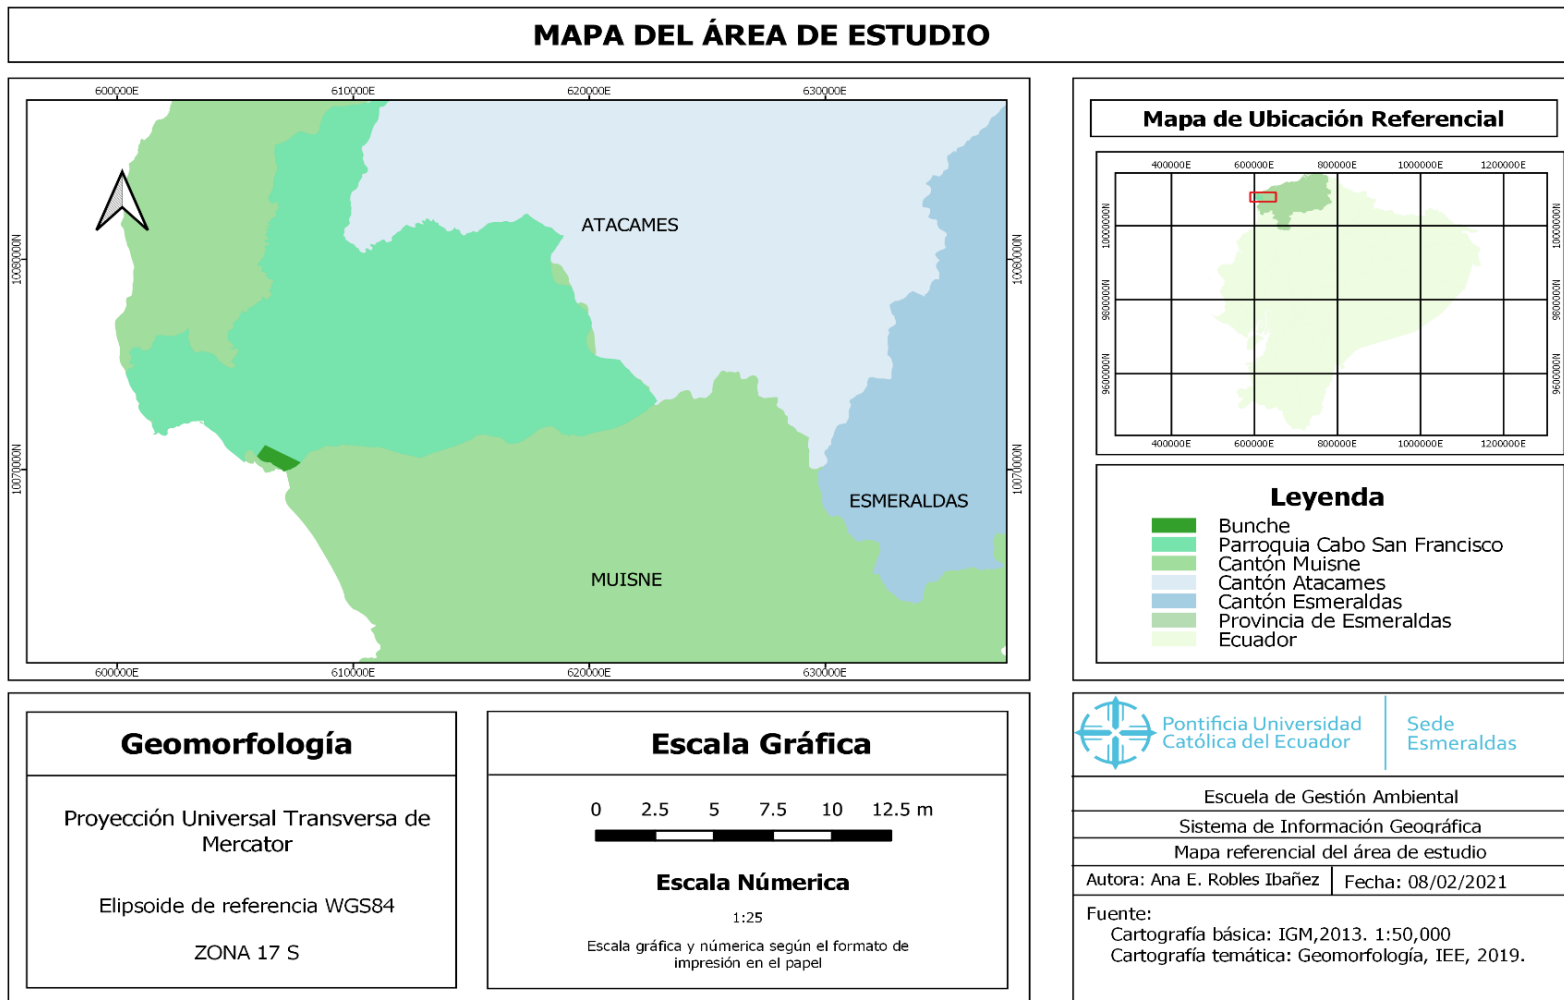 MAPA DEL ÁREA DE ESTUDIO
600000E 610000E 620000E 630000E
10080000N
10070000N
ATACAMES
ESMERALDAS
MUISNE
10080000N
10070000N
600000E 610000E 620000E 630000E
Mapa de Ubicación Referencial
400000E 600000E 800000E 1000000E 1200000E
10000000N
9800000N
9600000N
10000000N
9800000N
9600000N
400000E 600000E 800000E 1000000E 1200000E
Leyenda
Bunche
Parroquia Cabo San Francisco
Cantón Muisne
Cantón Atacames
Cantón Esmeraldas
Provincia de Esmeraldas
Ecuador
Geomorfología
Proyección Universal Transversa de
Mercator
Elipsoide de referencia WGS84
ZONA 17 S
Escala Gráfica
0 2.5 5 7.5 10 12.5 m
Escala Númerica
1:25
Escala gráfica y númerica según el formato de
impresión en el papel
Pontificia Universidad
Católica del Ecuador
Sede
Esmeraldas
Escuela de Gestión Ambiental
Sistema de Información Geográfica
Mapa referencial del área de estudio
Autora: Ana E. Robles Ibañez
Fecha: 08/02/2021
Fuente:
Cartografía básica: IGM,2013. 1:50,000
Cartografía temática: Geomorfología, IEE, 2019.